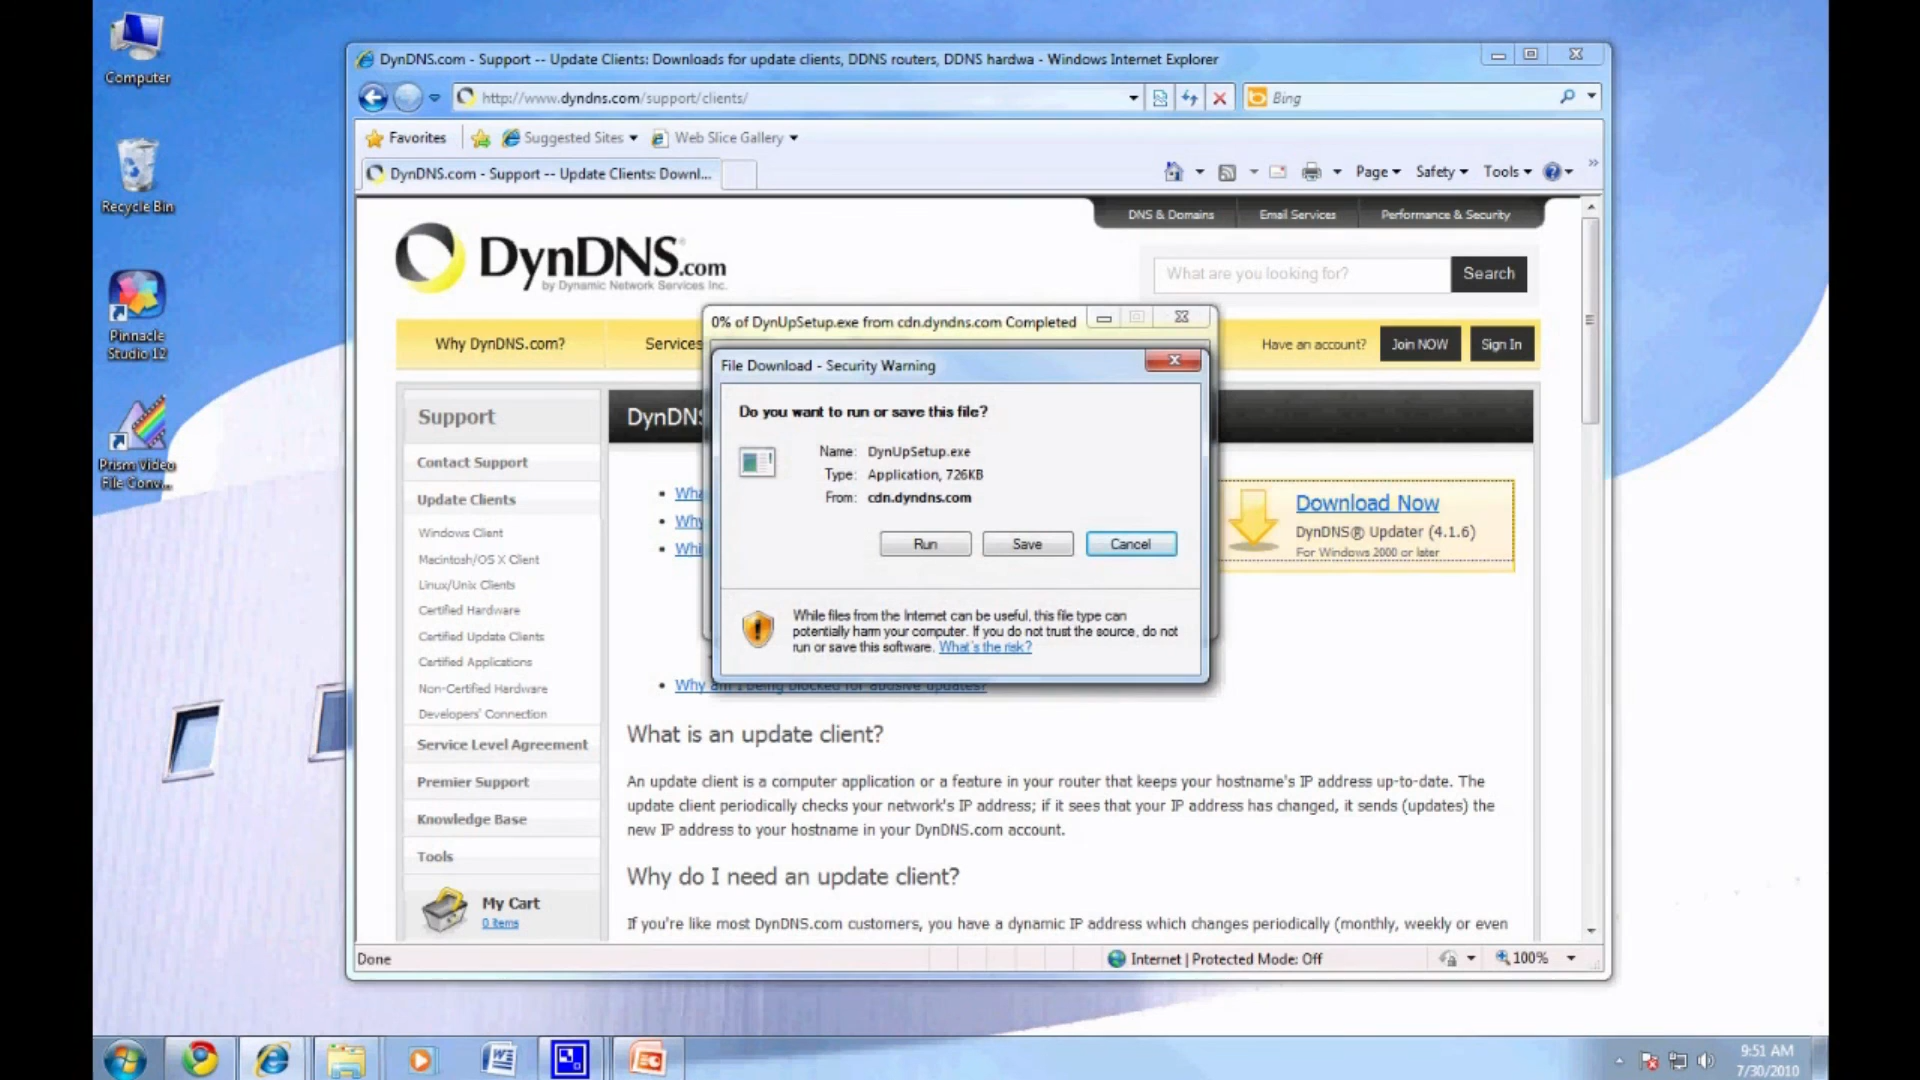 Computer
Recycle Bin
Pinnacle
Studio 12
Prism Video
File Conv...
DynDNS.com - Support -- Update Clients: Downloads for update clients, DDNS routers, DDNS hardwa - Windows Internet Explorer
http://www.dyndns.com/support/clients/
Bing
Favorites
Suggested Sites
Web Slice Gallery
DynDNS.com - Support -- Update Clients: Downl...
Page
Safety
Tools
DNS & Domains
Email Services
Performance & Security
DynDNS.com
by Dynamic Network Services Inc.
What are you looking for?
Search
Why DynDNS.com?
Services
Have an account?
Join NOW
Sign In
0% of DynUpSetup.exe from cdn.dyndns.com Completed
File Download - Security Warning
Do you want to run or save this file?
Name: DynUpSetup.exe
Type: Application, 726KB
From: cdn.dyndns.com
Run
Save
Cancel
While files from the Internet can be useful, this file type can
potentially harm your computer. If you do not trust the source, do not
run or save this software. What's the risk?
Support
Contact Support
Update Clients
Windows Client
Macintosh/OS X Client
Linux/Unix Clients
Certified Hardware
Certified Update Clients
Certified Applications
Non-Certified Hardware
Developers' Connection
Service Level Agreement
Premier Support
Knowledge Base
Tools
My Cart
0 items
DynDNS
Wha
Why
Whi
Why am I being blocked for abusive updates?
Download Now
DynDNS® Updater (4.1.6)
For Windows 2000 or later
What is an update client?
An update client is a computer application or a feature in your router that keeps your hostname's IP address up-to-date. The
update client periodically checks your network's IP address; if it sees that your IP address has changed, it sends (updates) the
new IP address to your hostname in your DynDNS.com account.
Why do I need an update client?
If you're like most DynDNS.com customers, you have a dynamic IP address which changes periodically (monthly, weekly or even
Done
Internet | Protected Mode: Off
100%
9:51 AM
7/30/2010